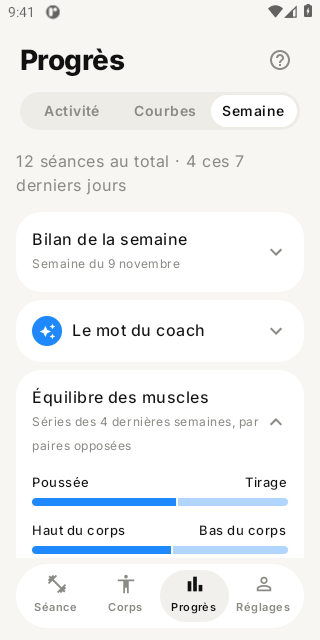 9:41
Progrès
Activité Courbes Semaine
12 séances au total · 4 ces 7
derniers jours
Bilan de la semaine
Semaine du 9 novembre
Le mot du coach
Équilibre des muscles
Séries des 4 dernières semaines, par
paires opposées
Poussée Tirage
Haut du corps Bas du corps
Séance Corps Progrès Réglages